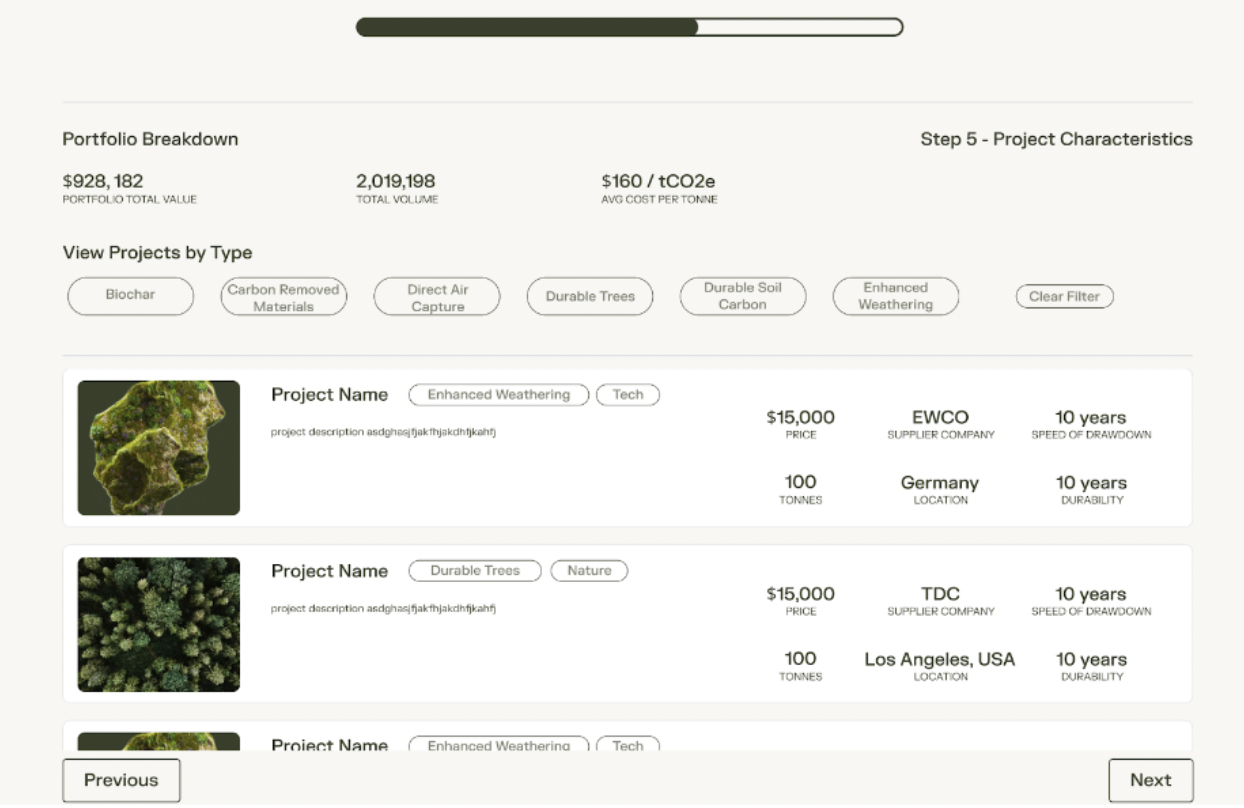 Portfolio Breakdown
Step 5 - Project Characteristics
$928, 182
PORTFOLIO TOTAL VALUE
2,019,198
TOTAL VOLUME
$160 / tCO2e
AVG COST PER TONNE
View Projects by Type
Biochar
Carbon Removed
Materials
Direct Air
Capture
Durable Trees
Durable Soil
Carbon
Enhanced
Weathering
Clear Filter
Project Name
Enhanced Weathering
Tech
project description asdghasjfjakfhjakdhfjkahfj
$15,000
PRICE
EWCO
SUPPLIER COMPANY
10 years
SPEED OF DRAWDOWN
100
TONNES
Germany
LOCATION
10 years
DURABILITY
Project Name
Durable Trees
Nature
project description asdghasjfjakfhjakdhfjkahfj
$15,000
PRICE
TDC
SUPPLIER COMPANY
10 years
SPEED OF DRAWDOWN
100
TONNES
Los Angeles, USA
LOCATION
10 years
DURABILITY
Project Name
Enhanced Weathering
Tech
Previous
Next